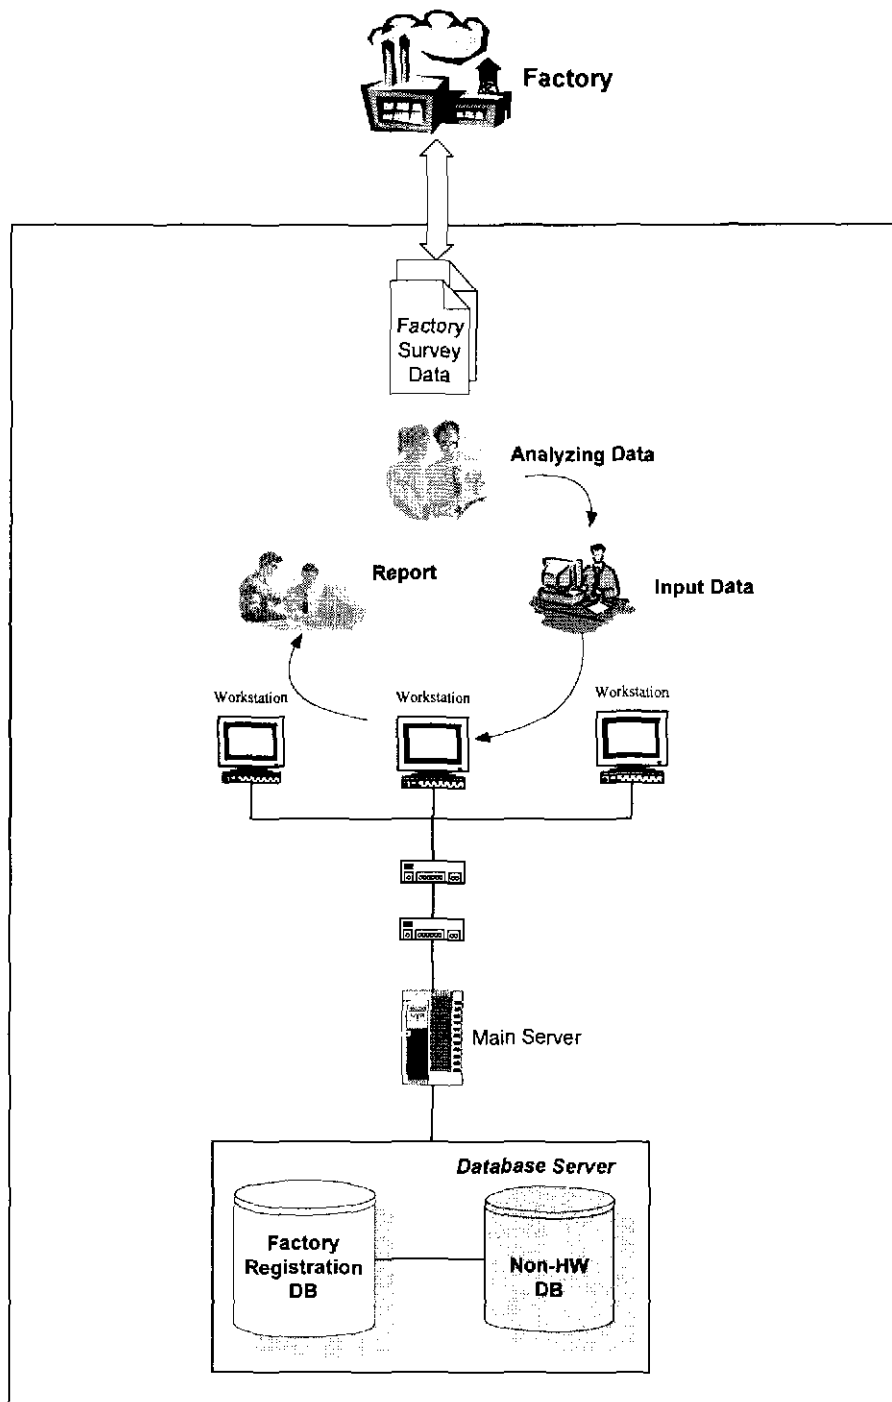 Factory
Factory
Survey
Data
Analyzing Data
Report
Input Data
Workstation
Workstation
Workstation
Main Server
Database Server
Factory
Registration
DB
Non-HW
DB